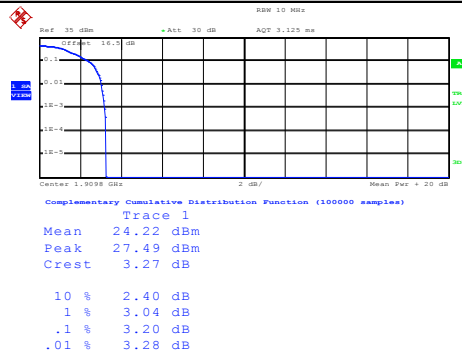 RBW 10 MHz
Ref 35 dBm Att 30 dB AQT 3.125 ms
Offset 16.5 dB
A
0.1
0.01
1 SA
VIEW
TR
LV
1E-3
1E-4
1E-5
3D
Center 1.9098 GHz 2 dB/ Mean Pwr + 20 dB
Complementary Cumulative Distribution Function (100000 samples)
Trace 1
Mean 24.22 dBm
Peak 27.49 dBm
Crest 3.27 dB
10 % 2.40 dB
1 % 3.04 dB
.1 % 3.20 dB
.01 % 3.28 dB